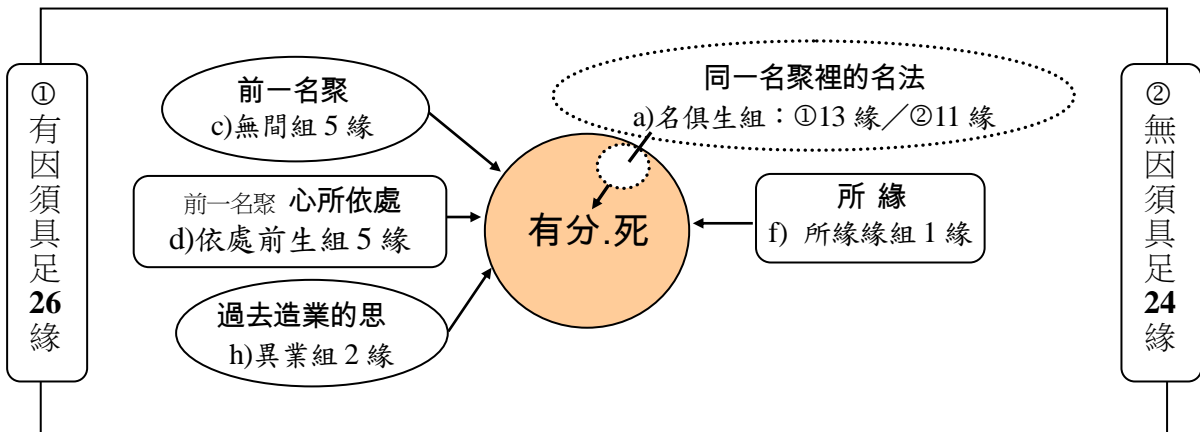 ①有因須具足26緣
前一名聚
c)無間組 5 緣
同一名聚裡的名法
a)名俱生組：①13 緣／②11 緣
前一名聚 心所依處
d)依處前生組 5 緣
有分.死
所 緣
f) 所緣緣組 1 緣
過去造業的思
h)異業組 2 緣
②無因須具足24緣